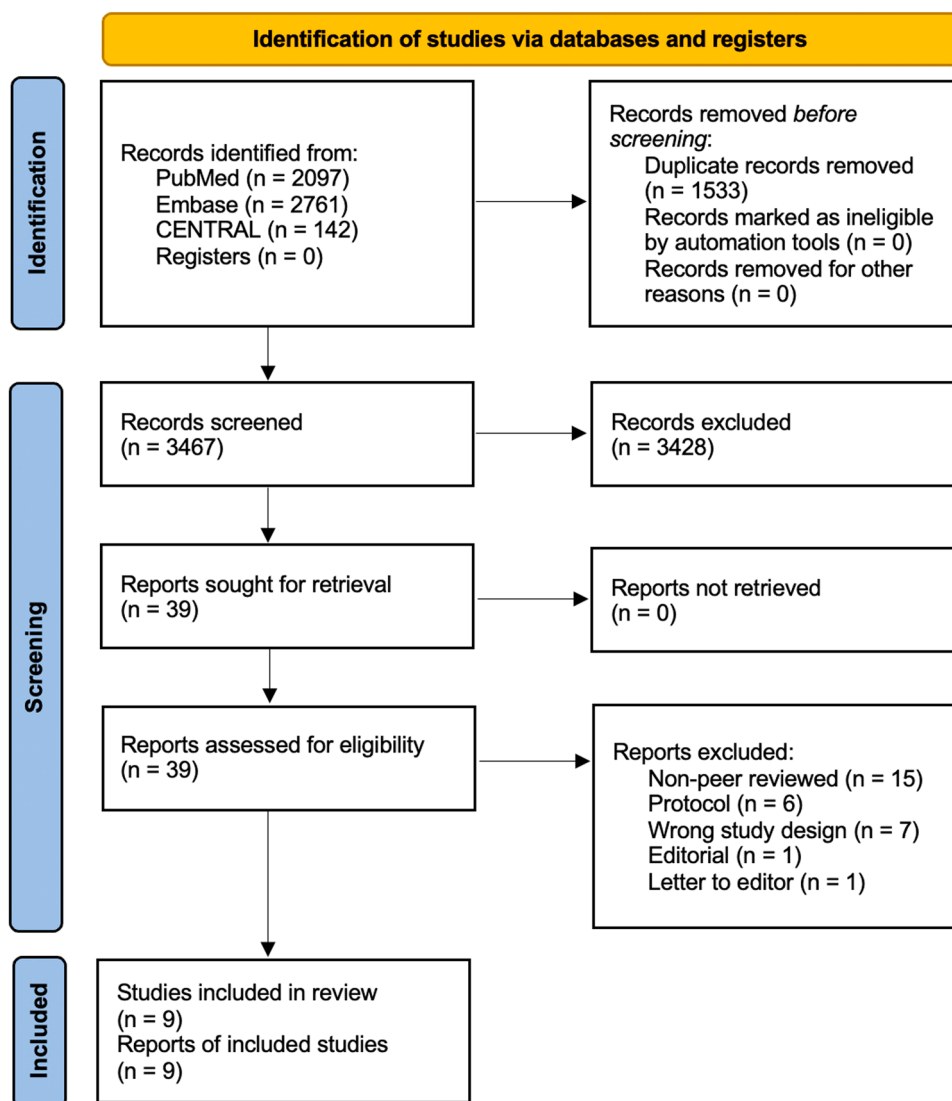 Identification of studies via databases and registers
Identification
Records identified from:
PubMed (n = 2097)
Embase (n = 2761)
CENTRAL (n = 142)
Registers (n = 0)
Records removed before
screening:
Duplicate records removed
(n = 1533)
Records marked as ineligible
by automation tools (n = 0)
Records removed for other
reasons (n = 0)
Screening
Records screened
(n = 3467)
Records excluded
(n = 3428)
Reports sought for retrieval
(n = 39)
Reports not retrieved
(n = 0)
Reports assessed for eligibility
(n = 39)
Reports excluded:
Non-peer reviewed (n = 15)
Protocol (n = 6)
Wrong study design (n = 7)
Editorial (n = 1)
Letter to editor (n = 1)
Included
Studies included in review
(n = 9)
Reports of included studies
(n = 9)